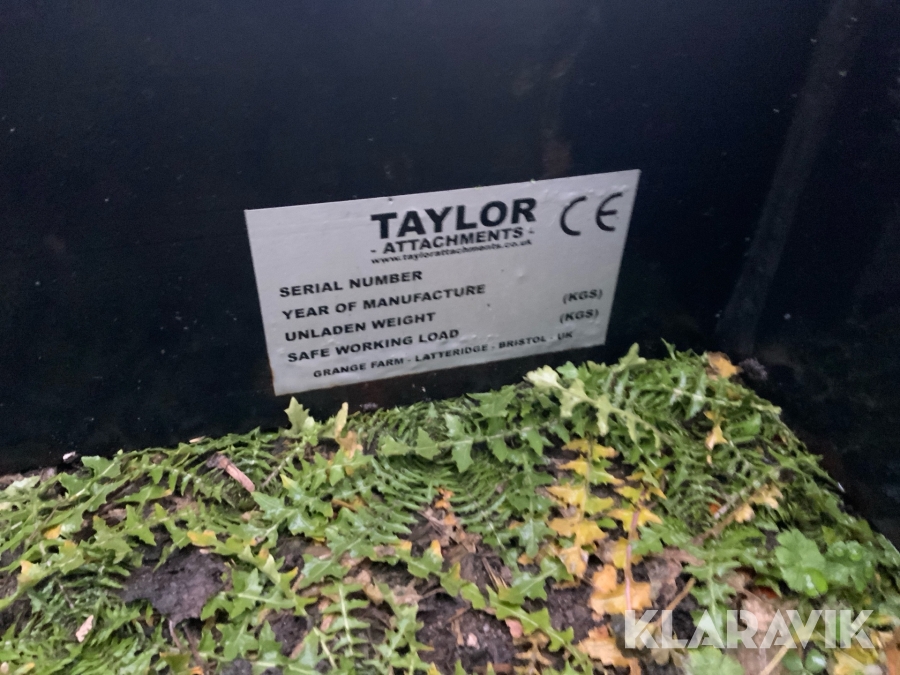 TAYLOR
- ATTACHMENTS -
www.taylorattachments.co.uk
CE
SERIAL NUMBER
YEAR OF MANUFACTURE
UNLADEN WEIGHT (KGS)
SAFE WORKING LOAD (KGS)
GRANGE FARM - LATTERIDGE - BRISTOL - UK
KLARAVIK